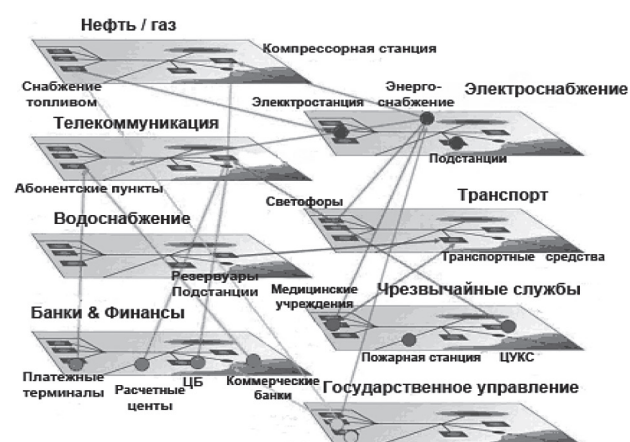 Нефть / газ
Компрессорная станция
Снабжение
топливом
Энерго-
снабжение
Электроснабжение
Элекктростанция
Телекоммуникация
Подстанции
Абонентские пункты
Светофоры
Транспорт
Водоснабжение
Транспортные средства
Резервуары
Подстанции
Медицинские
учреждения
Чрезвычайные службы
Банки & Финансы
Пожарная станция
ЦУКС
Платежные
терминалы
Расчетные
центы
ЦБ
Коммерческие
банки
Государственное управление